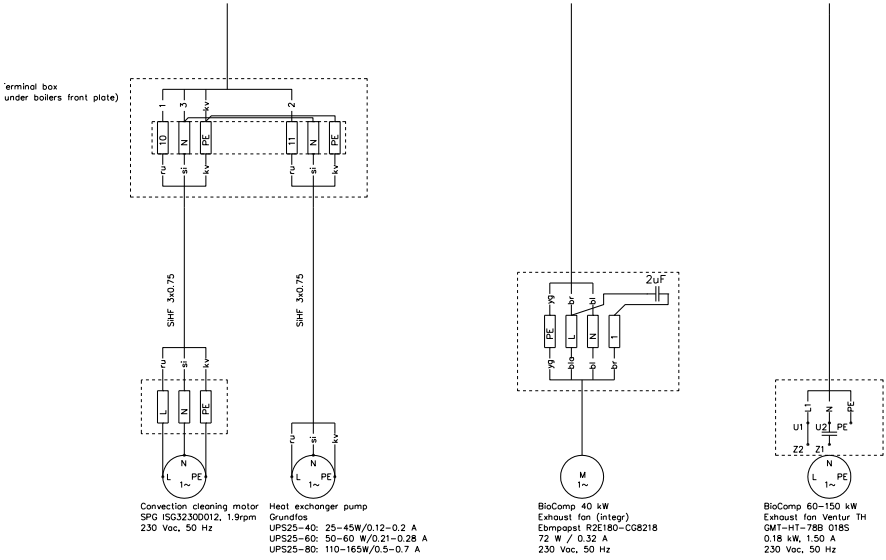 erminal box
under boilers front plate)
1 3 kv 2
10 N PE 11 N PE
ru si kv ru si kv
SiHF 3x0.75 SiHF 3x0.75
2uF
yg br bl
PE L N 1
yg bla bl br
ru si kv
L N PE
ru si kv
L1 N PE
U1 U2 PE
Z2 Z1
N
L PE
1~
N
L PE
1~
M
1~
N
L PE
1~
Convection cleaning motor
SPG ISG3230D012, 1.9rpm
230 Vac, 50 Hz
Heat exchanger pump
Grundfos
UPS25-40: 25-45W/0.12-0.2 A
UPS25-60: 50-60 W/0.21-0.28 A
UPS25-80: 110-165W/0.5-0.7 A
BioComp 40 kW
Exhaust fan (integr)
Ebmpapst R2E180-CG8218
72 W / 0.32 A
230 Vac, 50 Hz
BioComp 60-150 kW
Exhaust fan Ventur TH
GMT-HT-78B 018S
0.18 kW, 1.50 A
230 Vac, 50 Hz